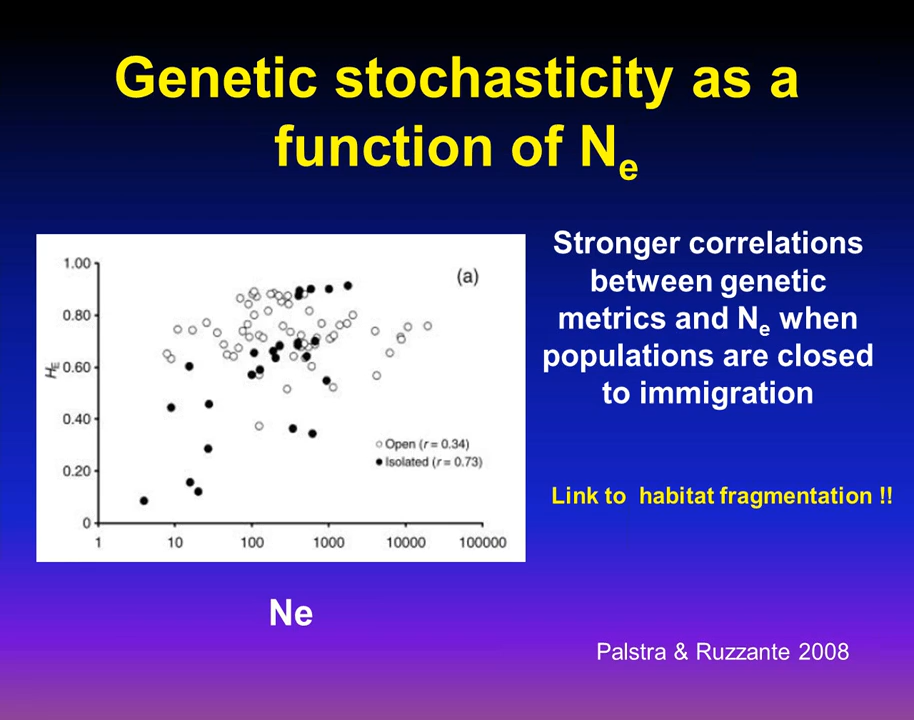 Genetic stochasticity as a
function of Ne
Stronger correlations
between genetic
metrics and Ne when
populations are closed
to immigration
(a)
1.00
0.80
0.60
0.40
0.20
0
HE
Open (r = 0.34)
Isolated (r = 0.73)
1 10 100 1000 10000 100000
Link to habitat fragmentation !!
Ne
Palstra & Ruzzante 2008